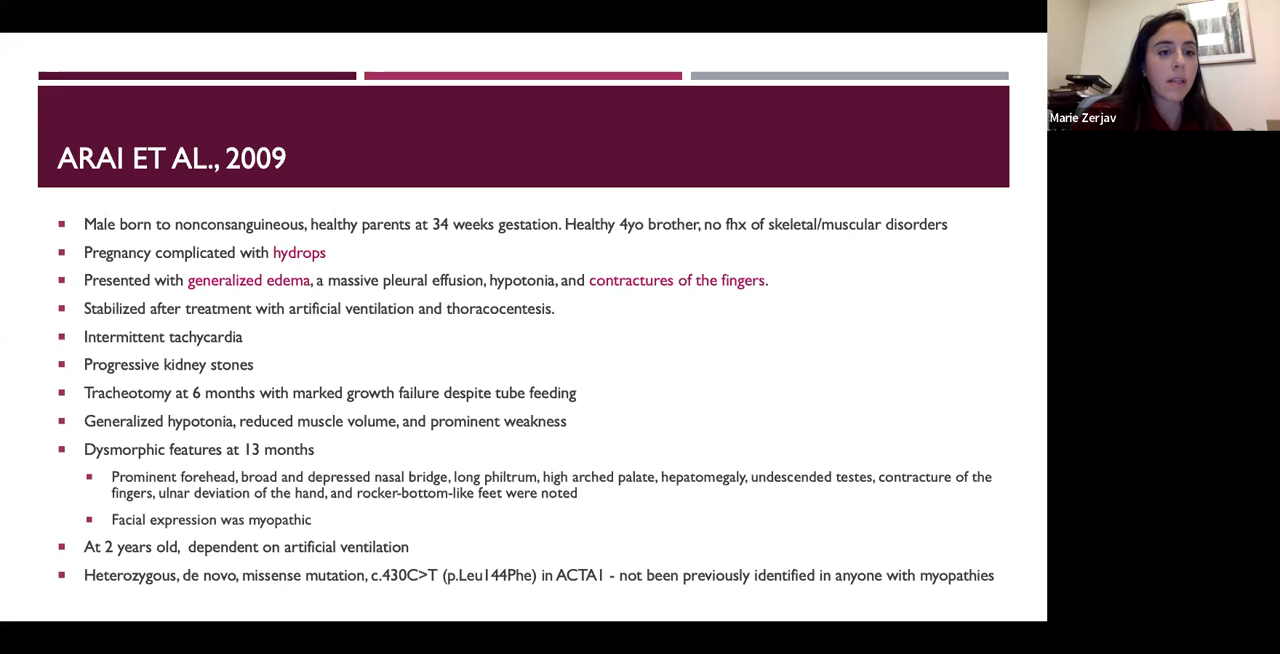 Marie Zerjav
ARAI ET AL., 2009
Male born to nonconsanguineous, healthy parents at 34 weeks gestation. Healthy 4yo brother, no fhx of skeletal/muscular disorders
Pregnancy complicated with hydrops
Presented with generalized edema, a massive pleural effusion, hypotonia, and contractures of the fingers.
Stabilized after treatment with artificial ventilation and thoracocentesis.
Intermittent tachycardia
Progressive kidney stones
Tracheotomy at 6 months with marked growth failure despite tube feeding
Generalized hypotonia, reduced muscle volume, and prominent weakness
Dysmorphic features at 13 months
Prominent forehead, broad and depressed nasal bridge, long philtrum, high arched palate, hepatomegaly, undescended testes, contracture of the
fingers, ulnar deviation of the hand, and rocker-bottom-like feet were noted
Facial expression was myopathic
At 2 years old, dependent on artificial ventilation
Heterozygous, de novo, missense mutation, c.430C>T (p.Leu144Phe) in ACTA1 - not been previously identified in anyone with myopathies